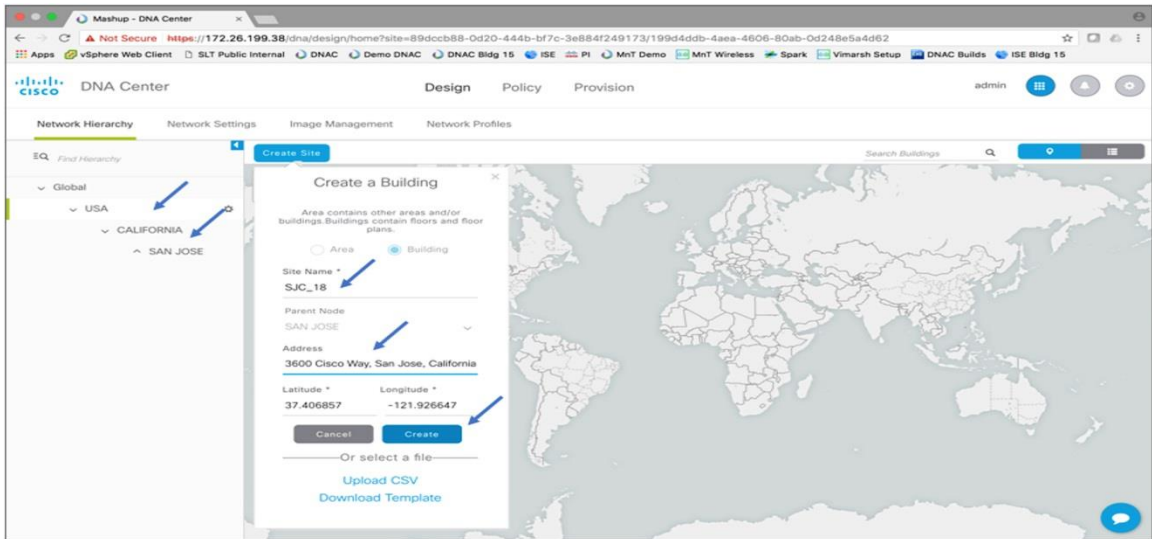 Mashup - DNA Center
Not Secure https://172.26.199.38/dna/design/home?site=89dccb88-0d20-444b-bf7c-3e884f249173/199d4ddb-4aea-4606-80ab-0d248e5a4d62
Apps vSphere Web Client SLT Public Internal DNAC Demo DNAC DNAC Bldg 15 ISE PI MnT Demo MnT Wireless Spark Vimarsh Setup DNAC Builds ISE Bldg 15
CISCO DNA Center Design Policy Provision admin
Network Hierarchy Network Settings Image Management Network Profiles
Find Hierarchy
Create Site
Search Buildings
Global
USA
CALIFORNIA
SAN JOSE
Create a Building
Area contains other areas and/or
buildings.Buildings contain floors and floor
plans.
Area Building
Site Name *
SJC_18
Parent Node
SAN JOSE
Address
3600 Cisco Way, San Jose, California
Latitude * Longitude *
37.406857 -121.926647
Cancel Create
Or select a file
Upload CSV
Download Template